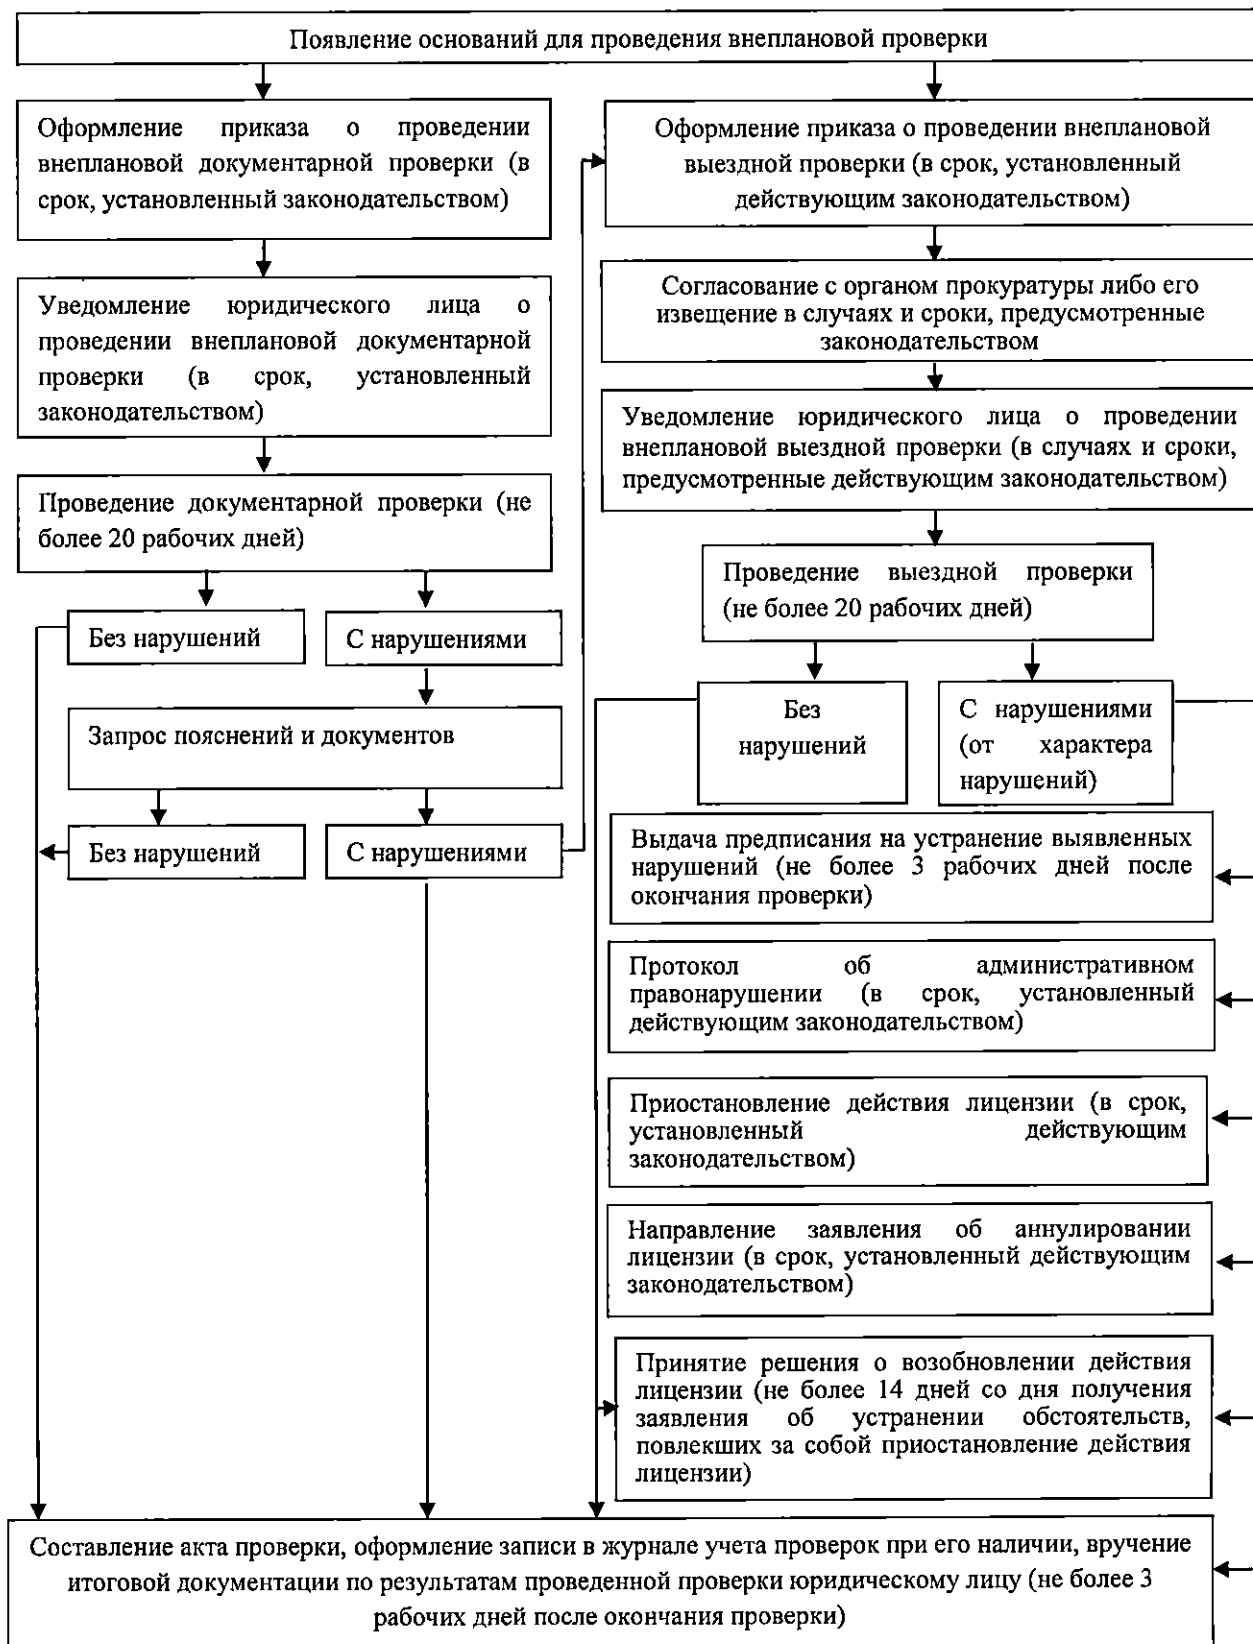 Появление оснований для проведения внеплановой проверки
Оформление приказа о проведении
внеплановой документарной проверки (в
срок, установленный законодательством)
Уведомление юридического лица о
проведении внеплановой документарной
проверки (в срок, установленный
законодательством)
Проведение документарной проверки (не
более 20 рабочих дней)
Без нарушений
С нарушениями
Запрос пояснений и документов
Без нарушений
С нарушениями
Оформление приказа о проведении внеплановой
выездной проверки (в срок, установленный
действующим законодательством)
Согласование с органом прокуратуры либо его
извещение в случаях и сроки, предусмотренные
законодательством
Уведомление юридического лица о проведении
внеплановой выездной проверки (в случаях и сроки,
предусмотренные действующим законодательством)
Проведение выездной проверки
(не более 20 рабочих дней)
Без
нарушений
С нарушениями
(от характера
нарушений)
Выдача предписания на устранение выявленных
нарушений (не более 3 рабочих дней после
окончания проверки)
Протокол об административном
правонарушении (в срок, установленный
действующим законодательством)
Приостановление действия лицензии (в срок,
установленный действующим
законодательством)
Направление заявления об аннулировании
лицензии (в срок, установленный действующим
законодательством)
Принятие решения о возобновлении действия
лицензии (не более 14 дней со дня получения
заявления об устранении обстоятельств,
повлекших за собой приостановление действия
лицензии)
Составление акта проверки, оформление записи в журнале учета проверок при его наличии, вручение
итоговой документации по результатам проведенной проверки юридическому лицу (не более 3
рабочих дней после окончания проверки)